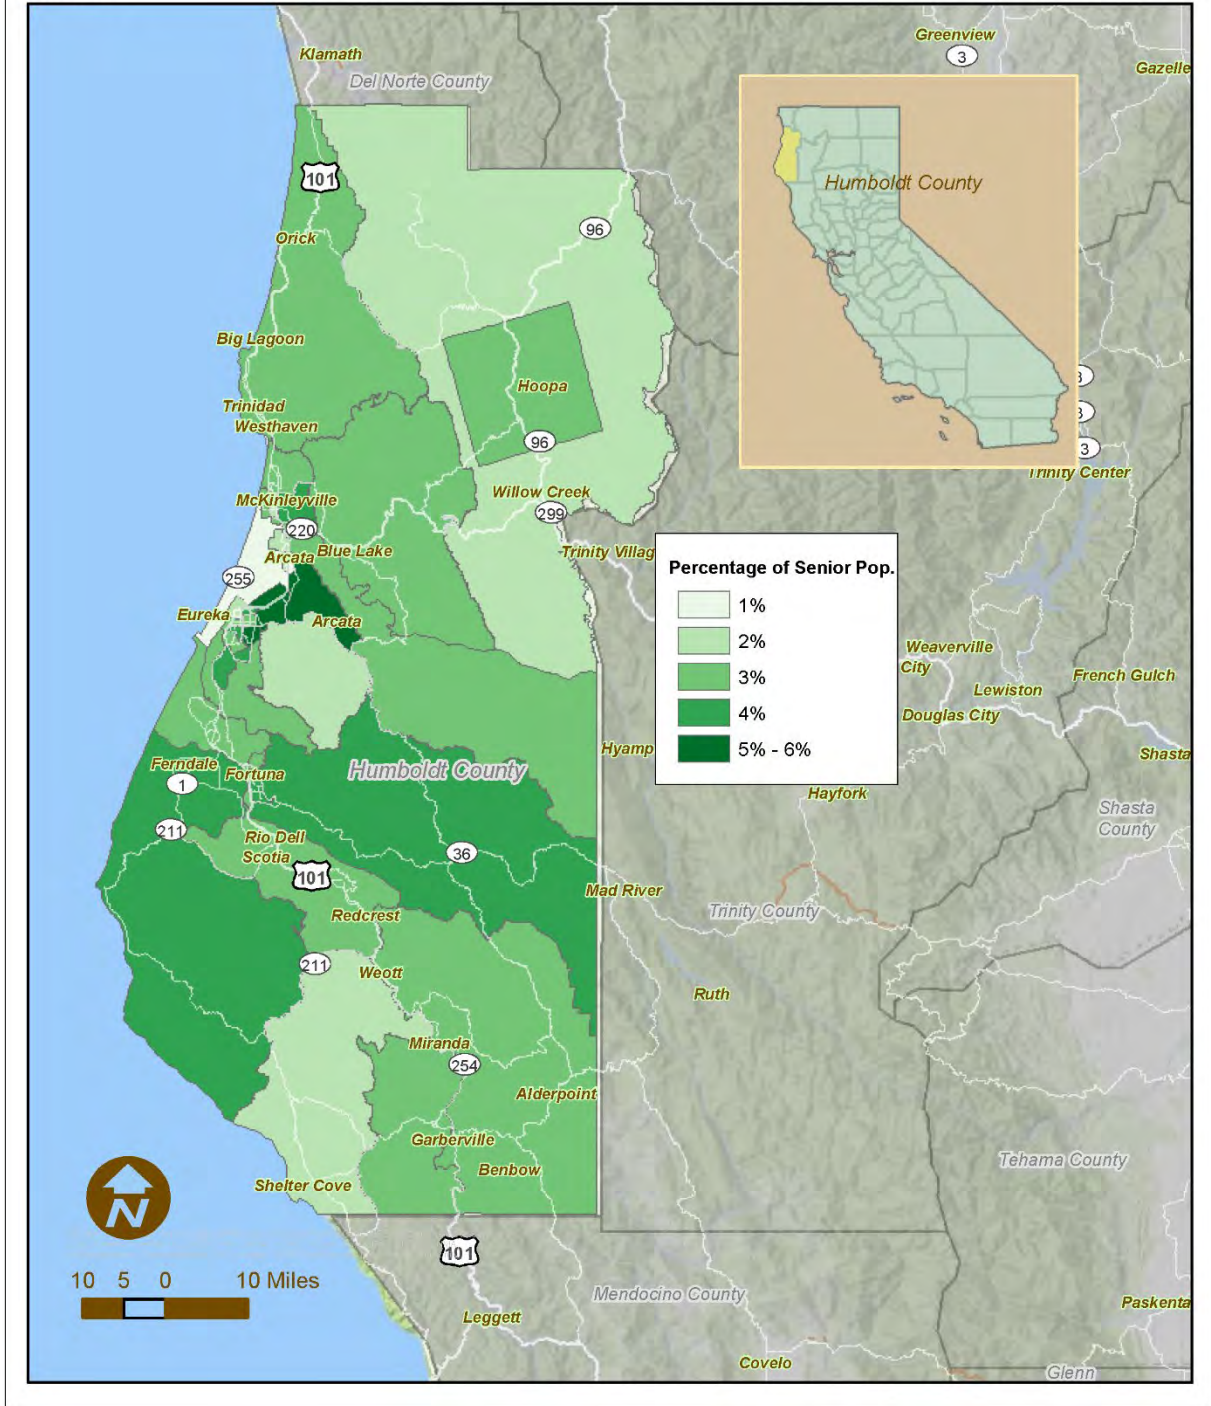 Klamath
Del Norte County
Greenview
3
Gazelle
101
Humboldt County
96
Orick
Big Lagoon
Hoopa
Trinidad
Westhaven
96
3
3
3
Trinity Center
Willow Creek
299
McKinleyville
220
Arcata
Blue Lake
Trinity Villag
255
Eureka
Arcata
Percentage of Senior Pop.
1%
2%
3%
4%
5% - 6%
Weaverville
City
Lewiston
French Gulch
Douglas City
Hyamp
Shasta
Ferndale
Fortuna
Humboldt County
1
Hayfork
Shasta
County
211
Rio Dell
Scotia
36
101
Mad River
Redcrest
Trinity County
211
Weott
Ruth
Miranda
254
Alderpoint
Garberville
Benbow
Tehama County
Shelter Cove
N
101
10 5 0 10 Miles
Mendocino County
Leggett
Paskenta
Covelo
Glenn